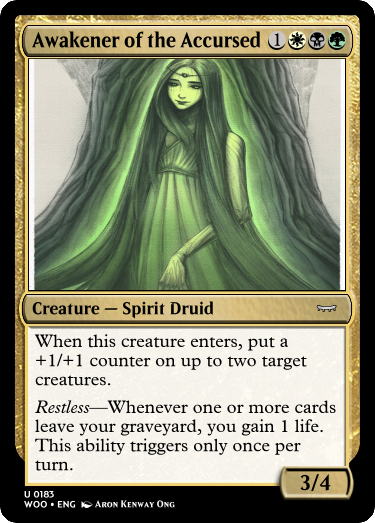 Awakener of the Accursed 1
Creature — Spirit Druid
When this creature enters, put a
+1/+1 counter on up to two target
creatures.
Restless—Whenever one or more cards
leave your graveyard, you gain 1 life.
This ability triggers only once per
turn.
3/4
U 0183
WOO • ENG Aron Kenway Ong